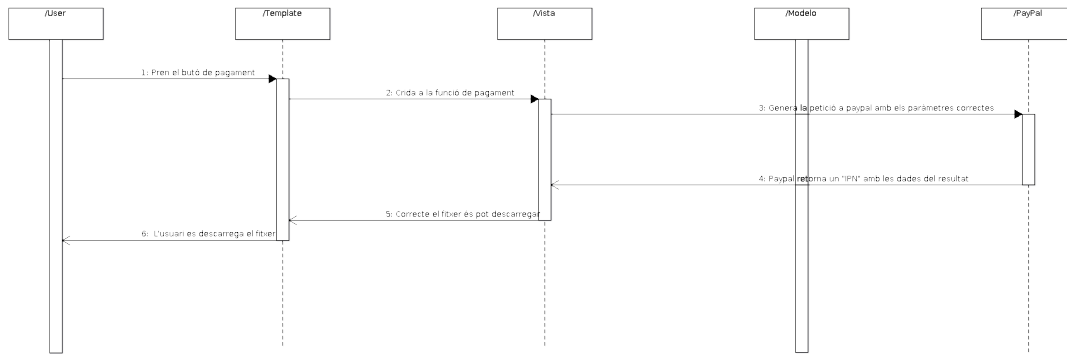 /User
/Template
/Vista
/Modelo
/PayPal
1: Pren el butó de pagament
2: Crida a la funció de pagament
3: Genera la petició a paypal amb els paràmetres correctes
4: Paypal retorna un "IPN" amb les dades del resultat
5: Correcte el fitxer es pot descarregar
6: L'usuari es descarrega el fitxer